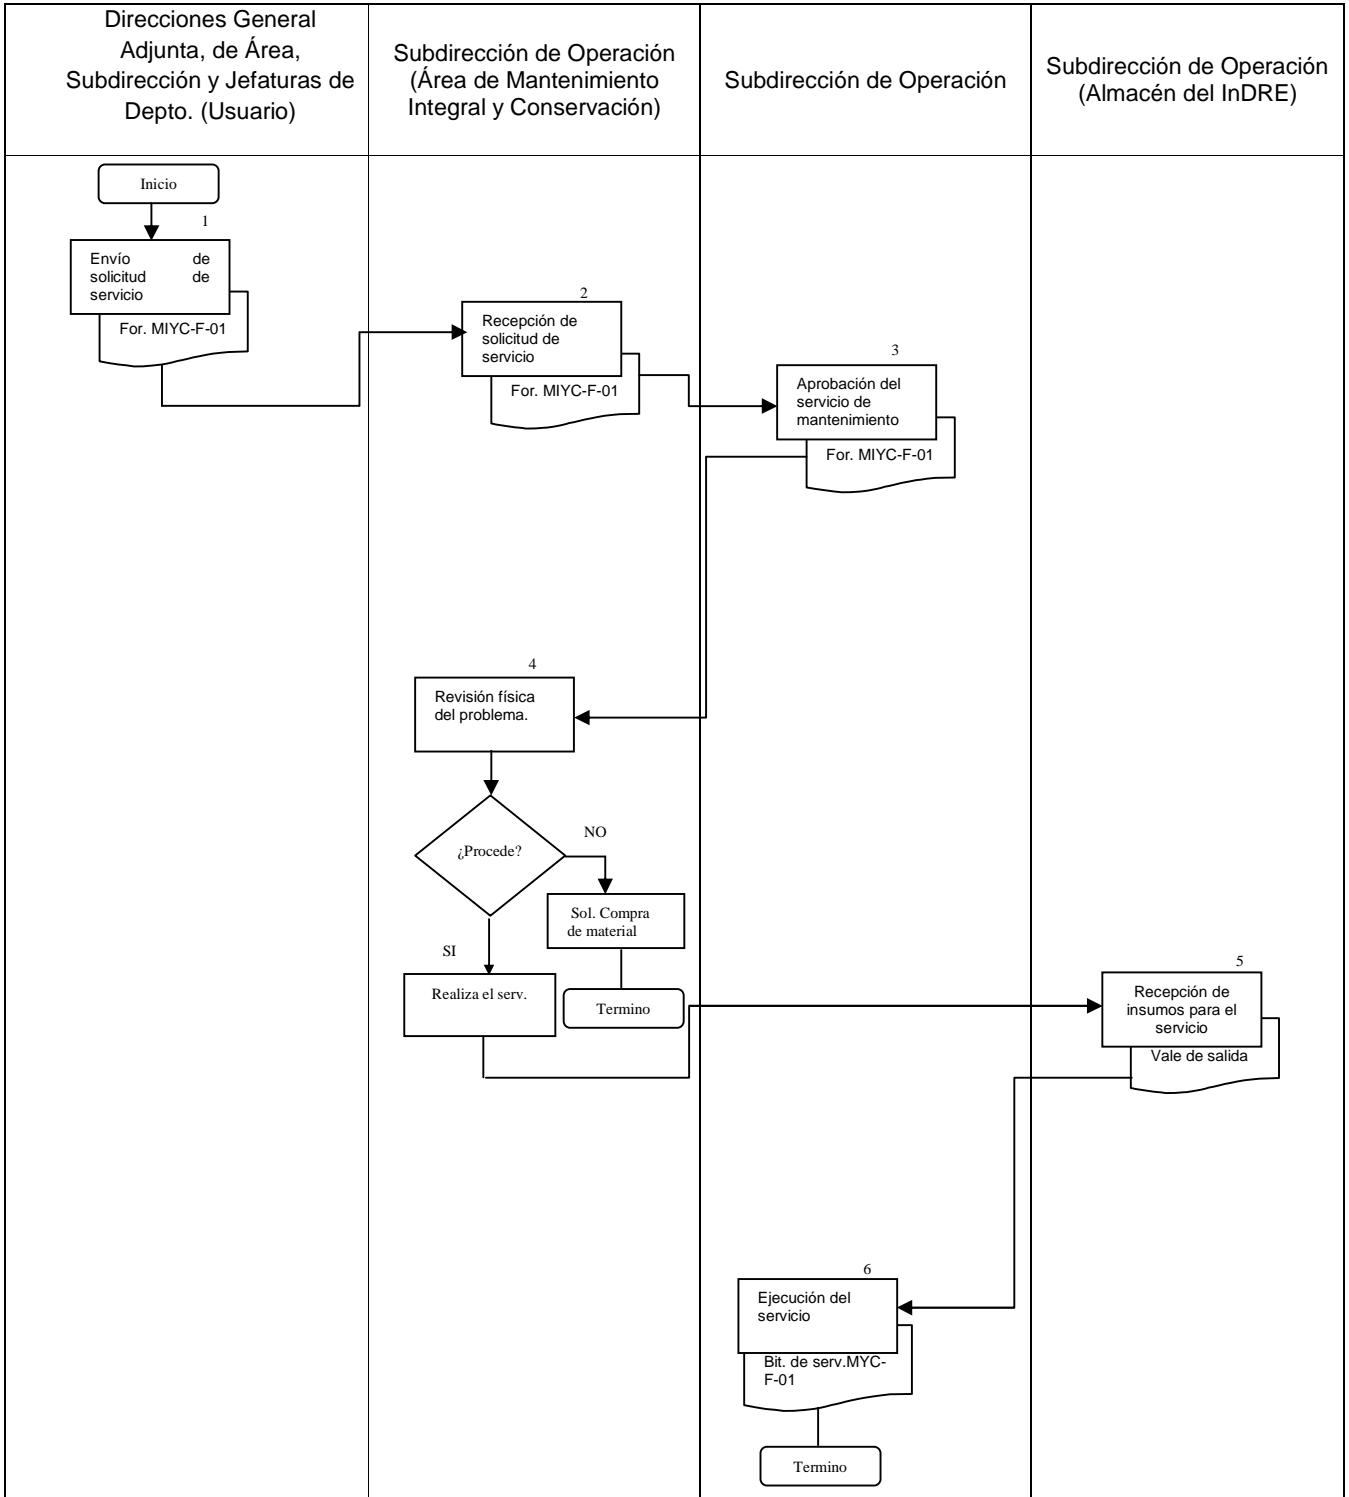 Direcciones General
Adjunta, de Área,
Subdirección y Jefaturas de
Depto. (Usuario)
Subdirección de Operación
(Área de Mantenimiento
Integral y Conservación)
Subdirección de Operación
Subdirección de Operación
(Almacén del InDRE)
Inicio
1
Envío de
solicitud de
servicio
For. MIYC-F-01
2
Recepción de
solicitud de
servicio
For. MIYC-F-01
3
Aprobación del
servicio de
mantenimiento
For. MIYC-F-01
4
Revisión física
del problema.
¿Procede?
NO
Sol. Compra
de material
Termino
SI
Realiza el serv.
5
Recepción de
insumos para el
servicio
Vale de salida
6
Ejecución del
servicio
Bit. de serv.MYC-
F-01
Termino